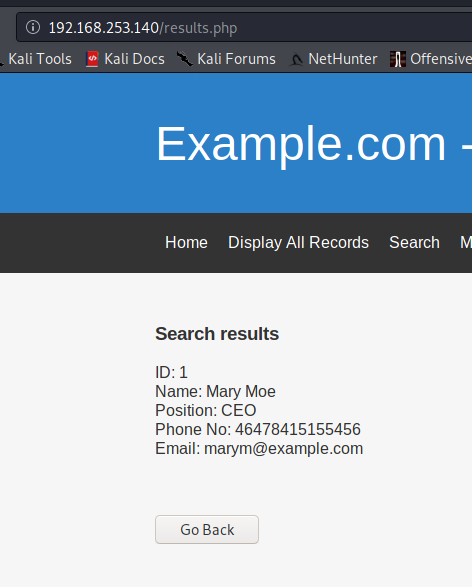 192.168.253.140/results.php
Kali Tools Kali Docs Kali Forums NetHunter Offensive
Example.com -
Home Display All Records Search M
Search results
ID: 1
Name: Mary Moe
Position: CEO
Phone No: 46478415155456
Email: marym@example.com
Go Back